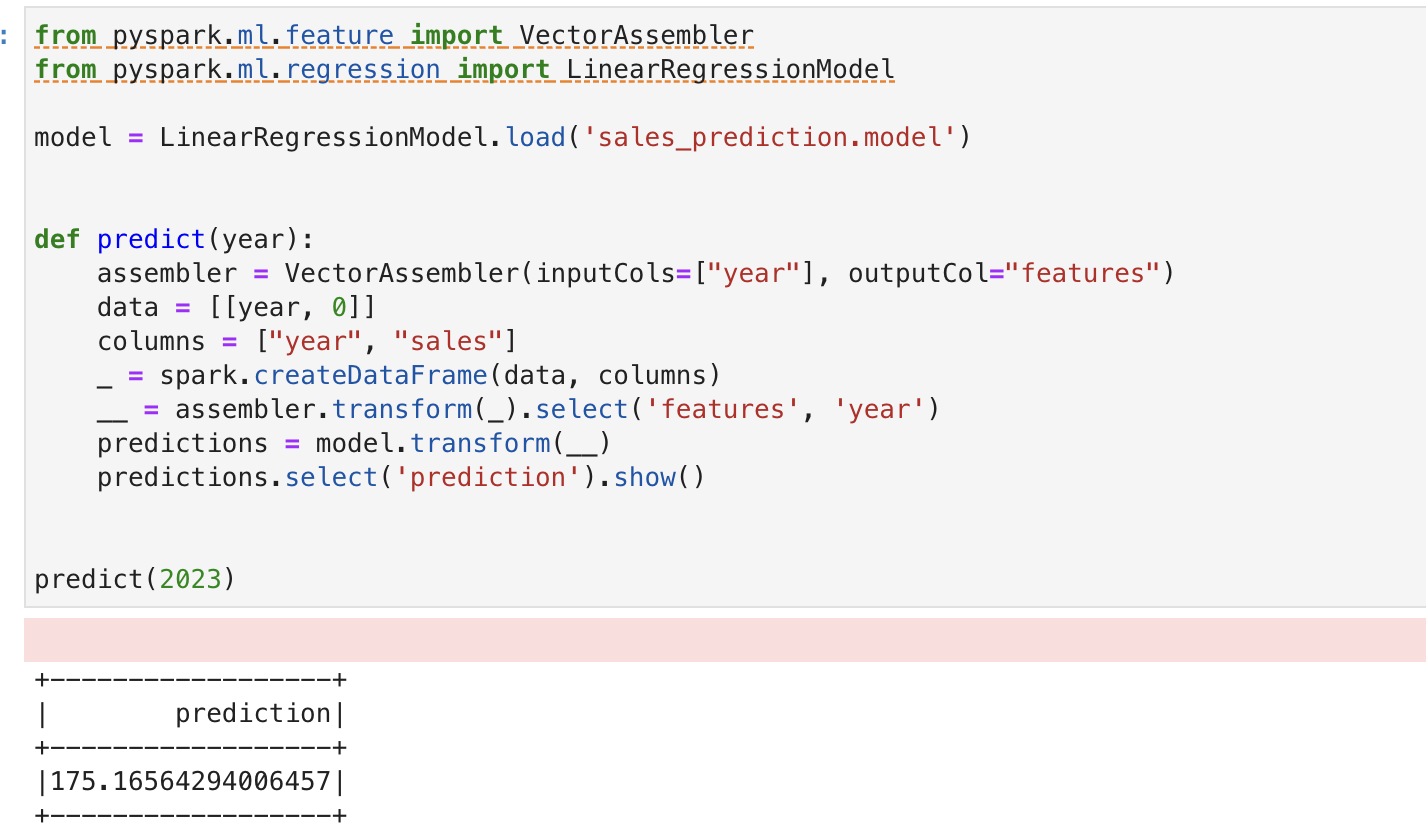 :
from pyspark.ml.feature import VectorAssembler
from pyspark.ml.regression import LinearRegressionModel
model = LinearRegressionModel.load('sales_prediction.model')
def predict(year):
    assembler = VectorAssembler(inputCols=["year"], outputCol="features")
    data = [[year, 0]]
    columns = ["year", "sales"]
    _ = spark.createDataFrame(data, columns)
    __ = assembler.transform(_).select('features', 'year')
    predictions = model.transform(__)
    predictions.select('prediction').show()
predict(2023)
+------------------+
|        prediction|
+------------------+
|175.16564294006457|
+------------------+